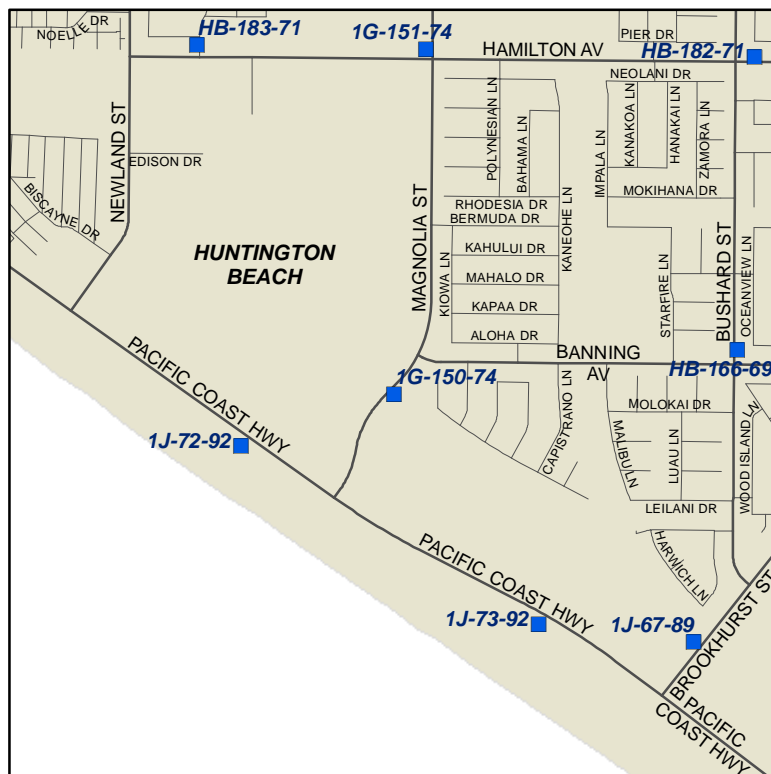 NOELLE DR
HB-183-71
1G-151-74
HAMILTON AV
PIER DR
HB-182-71
NEOLANI DR
NEWLAND ST
EDISON DR
BISCAYNE DR
HUNTINGTON
BEACH
MAGNOLIA ST
POLYNESIAN LN
BAHAMA LN
KANEOHE LN
IMPALA LN
KANAKOA LN
HANAKAI LN
ZAMORA LN
MOKIHANA DR
RHODESIA DR
BERMUDA DR
KIOWA LN
KAHULUI DR
MAHALO DR
KAPAA DR
ALOHA DR
STARFIRE LN
BUSHARD ST
OCEANVIEW LN
BANNING
AV
HB-166-69
1G-150-74
PACIFIC COAST HWY
1J-72-92
CAPISTRANO LN
MOLOKAI DR
MALIBU LN
LUAU LN
WOOD ISLAND LN
LEILANI DR
HARWICH LN
PACIFIC COAST HWY
1J-73-92
1J-67-89
BROOKHURST ST
PACIFIC
COAST HWY